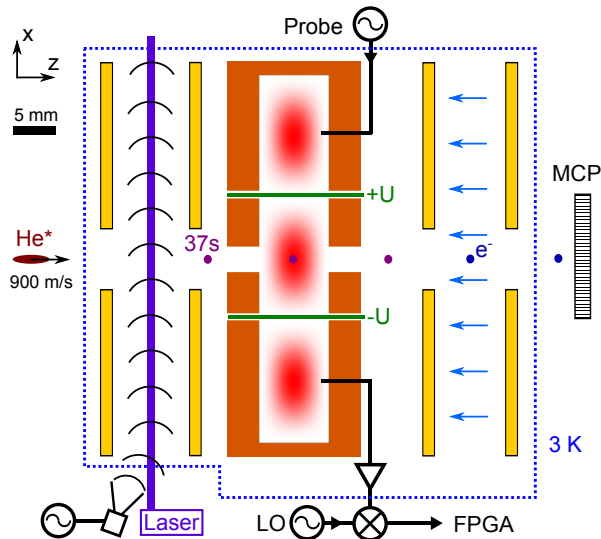 Probe
x
z
5 mm
MCP
+U
He*
37s
e-
900 m/s
-U
3 K
Laser
LO
FPGA